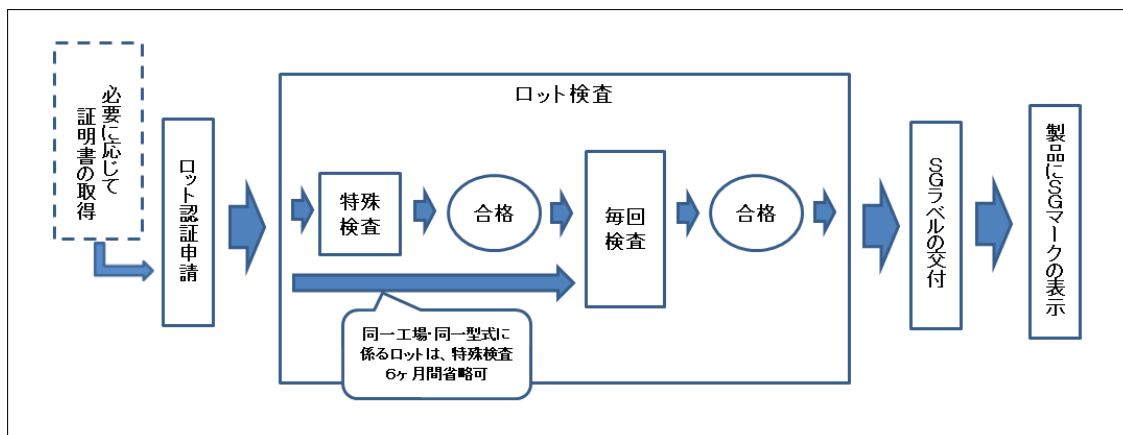 必要に応じて
証明書の取得
ロット認証申請
ロット検査
特殊
検査
合格
毎回
検査
合格
同一工場・同一型式に
係るロットは、特殊検査
6ヶ月間省略可
SGラベルの交付
製品にSGマークの表示